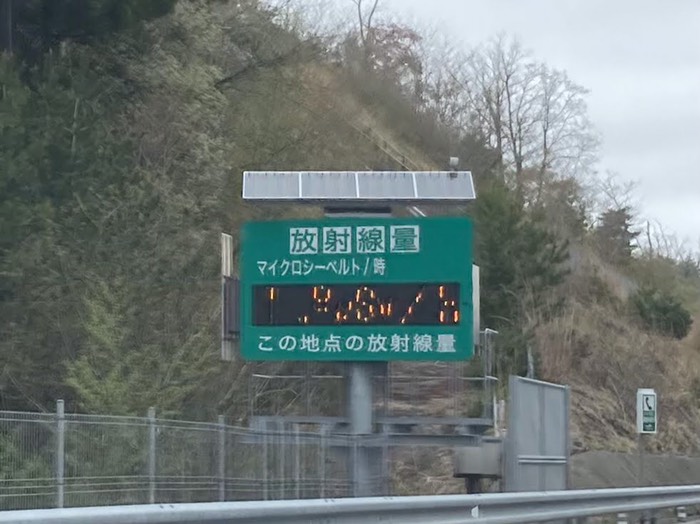 放射線量
マイクロシーベルト/時
この地点の放射線量